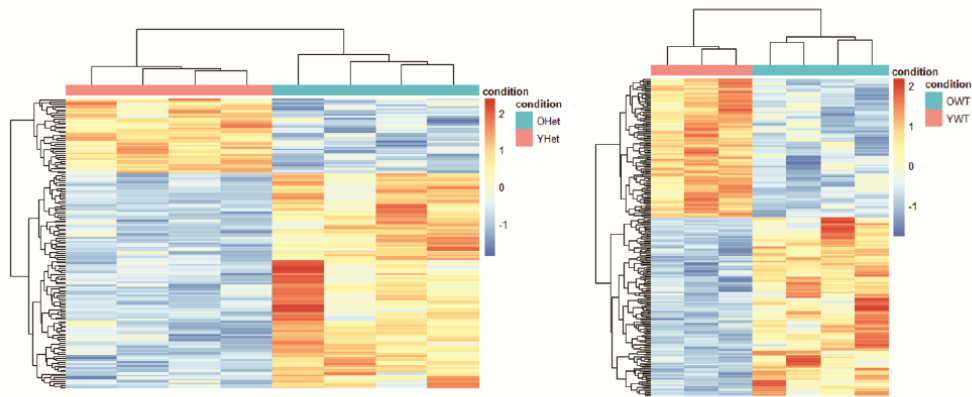 condition
2
1
0
-1
condition
OHet
YHet
condition
2
1
0
-1
condition
OWT
YWT